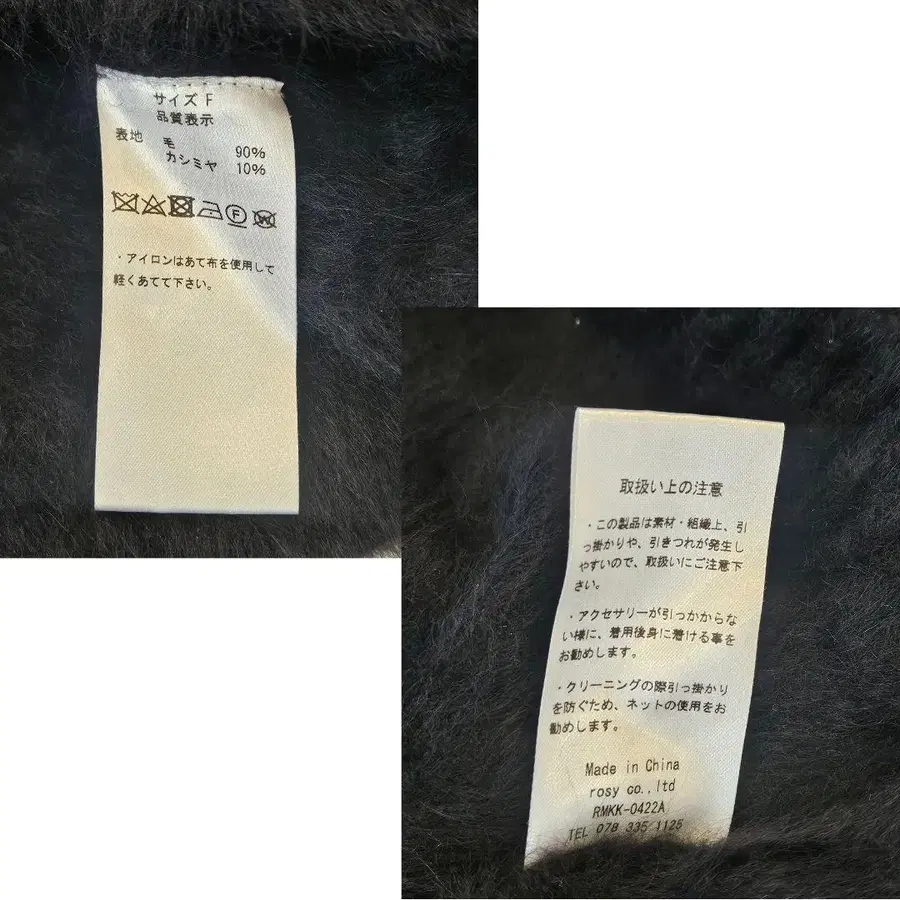 サイズ F
品質表示
表地 毛 90%
カシミヤ 10%
F
W
・アイロンはあて布を使用して
軽くあてて下さい。
取扱い上の注意
・この製品は素材・組織上、引
っ掛かりや、引きつれが発生し
やすいので、取扱いにご注意下
さい。
・アクセサリーが引っかからな
い様に、着用後身に着ける事を
お勧めします。
・クリーニングの際引っ掛かり
を防ぐため、ネットの使用をお
勧めします。
Made in China
rosy co.,ltd
RMKK-0422A
TEL 078 335 1125